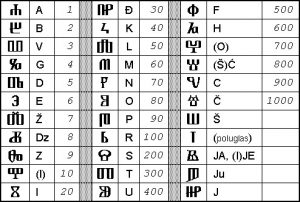 Ⰰ A 1 Ⰼ Đ 30 Ⱇ F 500
Ⰱ B 2 Ⰽ K 40 Ⱈ H 600
Ⰲ V 3 Ⰾ L 50 Ⱉ (O) 700
Ⰳ G 4 Ⰿ M 60 Ⱋ (Š)Ć 800
Ⰴ D 5 Ⱀ N 70 Ⱌ C 900
Ⰵ E 6 Ⱁ O 80 Ⱍ Č 1000
Ⰶ Ž 7 Ⱂ P 90 Ⱎ Š
Ⰷ Dz 8 Ⱃ R 100 Ⱜ (poluglas)
Ⰸ Z 9 Ⱄ S 200 Ⱑ JA, (I)JE
Ⰹ (I) 10 Ⱅ T 300 Ⱓ Ju
Ⰻ I 20 Ⱆ U 400 J